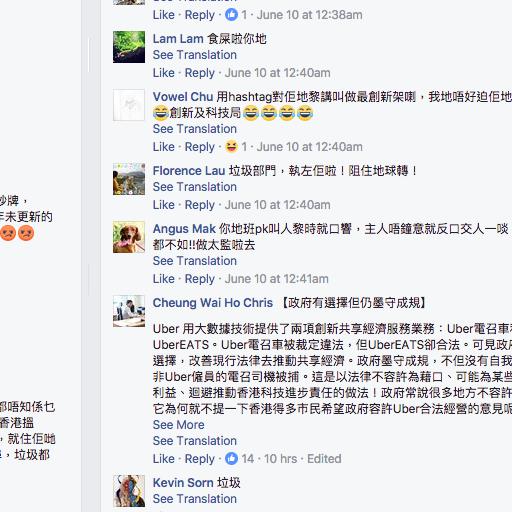 See Translation
Like · Reply · 1 · June 10 at 12:38am
Lam Lam 食屎啦你地
See Translation
Like · Reply · June 10 at 12:40am
Vowel Chu 用hashtag對佢地黎講叫做最創新架喇，我地唔好迫佢地
😂創新及科技局😂😂😂😂
See Translation
Like · Reply · 😆 1 · June 10 at 12:40am
Florence Lau 垃圾部門，執左佢啦！阻住地球轉！
See Translation
Like · Reply · June 10 at 12:40am
Angus Mak 你地班pk叫人黎時就口響，主人唔鐘意就反口交人一啖
都不如!!做太監啦去
See Translation
Like · Reply · June 10 at 12:41am
Cheung Wai Ho Chris 【政府有選擇但仍墨守成規】
Uber 用大數據技術提供了兩項創新共享經濟服務業務：Uber電召車
UberEATS。Uber電召車被裁定違法，但UberEATS卻合法。可見政府
選擇，改善現行法律去推動共享經濟。政府墨守成規，不但沒有自我
非Uber僱員的電召司機被捕。這是以法律不容許為藉口、可能為某些
利益、迴避推動香港科技進步責任的做法！政府常說很多地方不容許
它為何就不提一下香港得多市民希望政府容許Uber合法經營的意見呢
See More
See Translation
Like · Reply · 14 · 10 hrs · Edited
Kevin Sorn 垃圾
See Translation
牌，
年未更新的
都唔知係乜
香港搵
，就住佢哋
，垃圾都